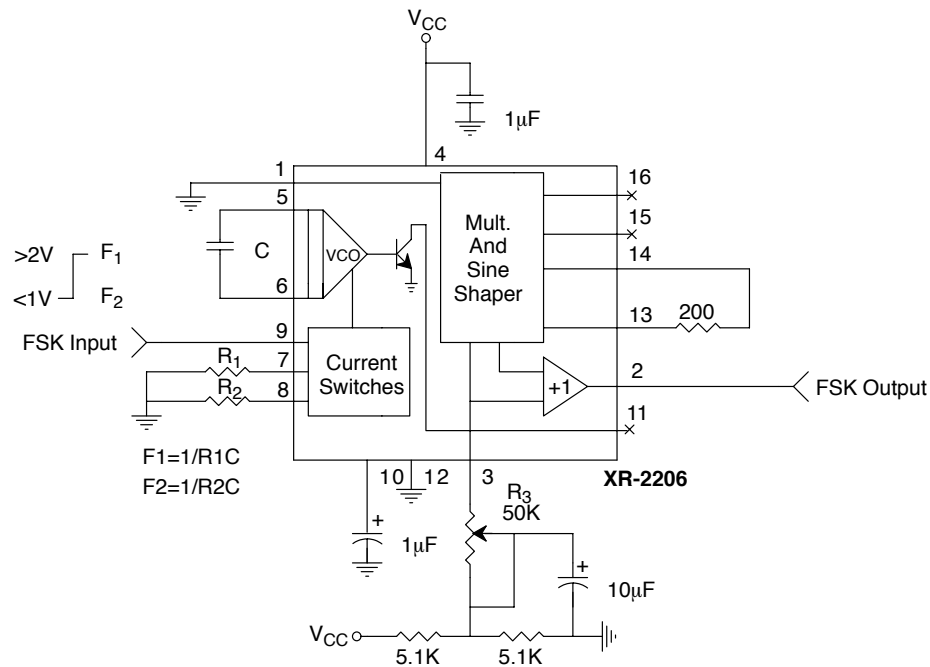 V_CC
1μF
4
1
16
5
15
Mult.
And
Sine
Shaper
14
C
VCO
>2V F₁
<1V F₂
6
13
200
9
FSK Input
R₁
7
Current
Switches
R₂
8
+1
2
FSK Output
11
F1=1/R1C
F2=1/R2C
10
12
3
XR-2206
R₃
50K
+
1μF
+
10μF
V_CC
5.1K
5.1K